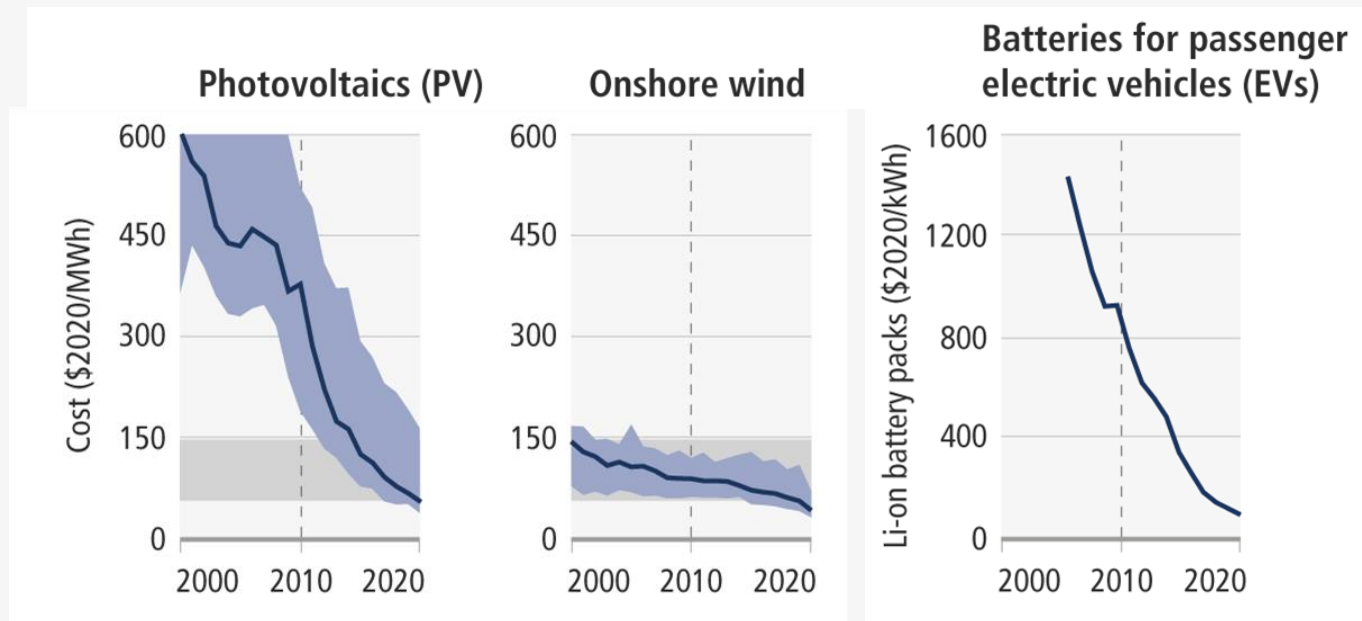 Photovoltaics (PV)
Onshore wind
Batteries for passenger
electric vehicles (EVs)
Cost ($2020/MWh)
600
450
300
150
0
2000 2010 2020
600
450
300
150
0
2000 2010 2020
Li-on battery packs ($2020/kWh)
1600
1200
800
400
0
2000 2010 2020